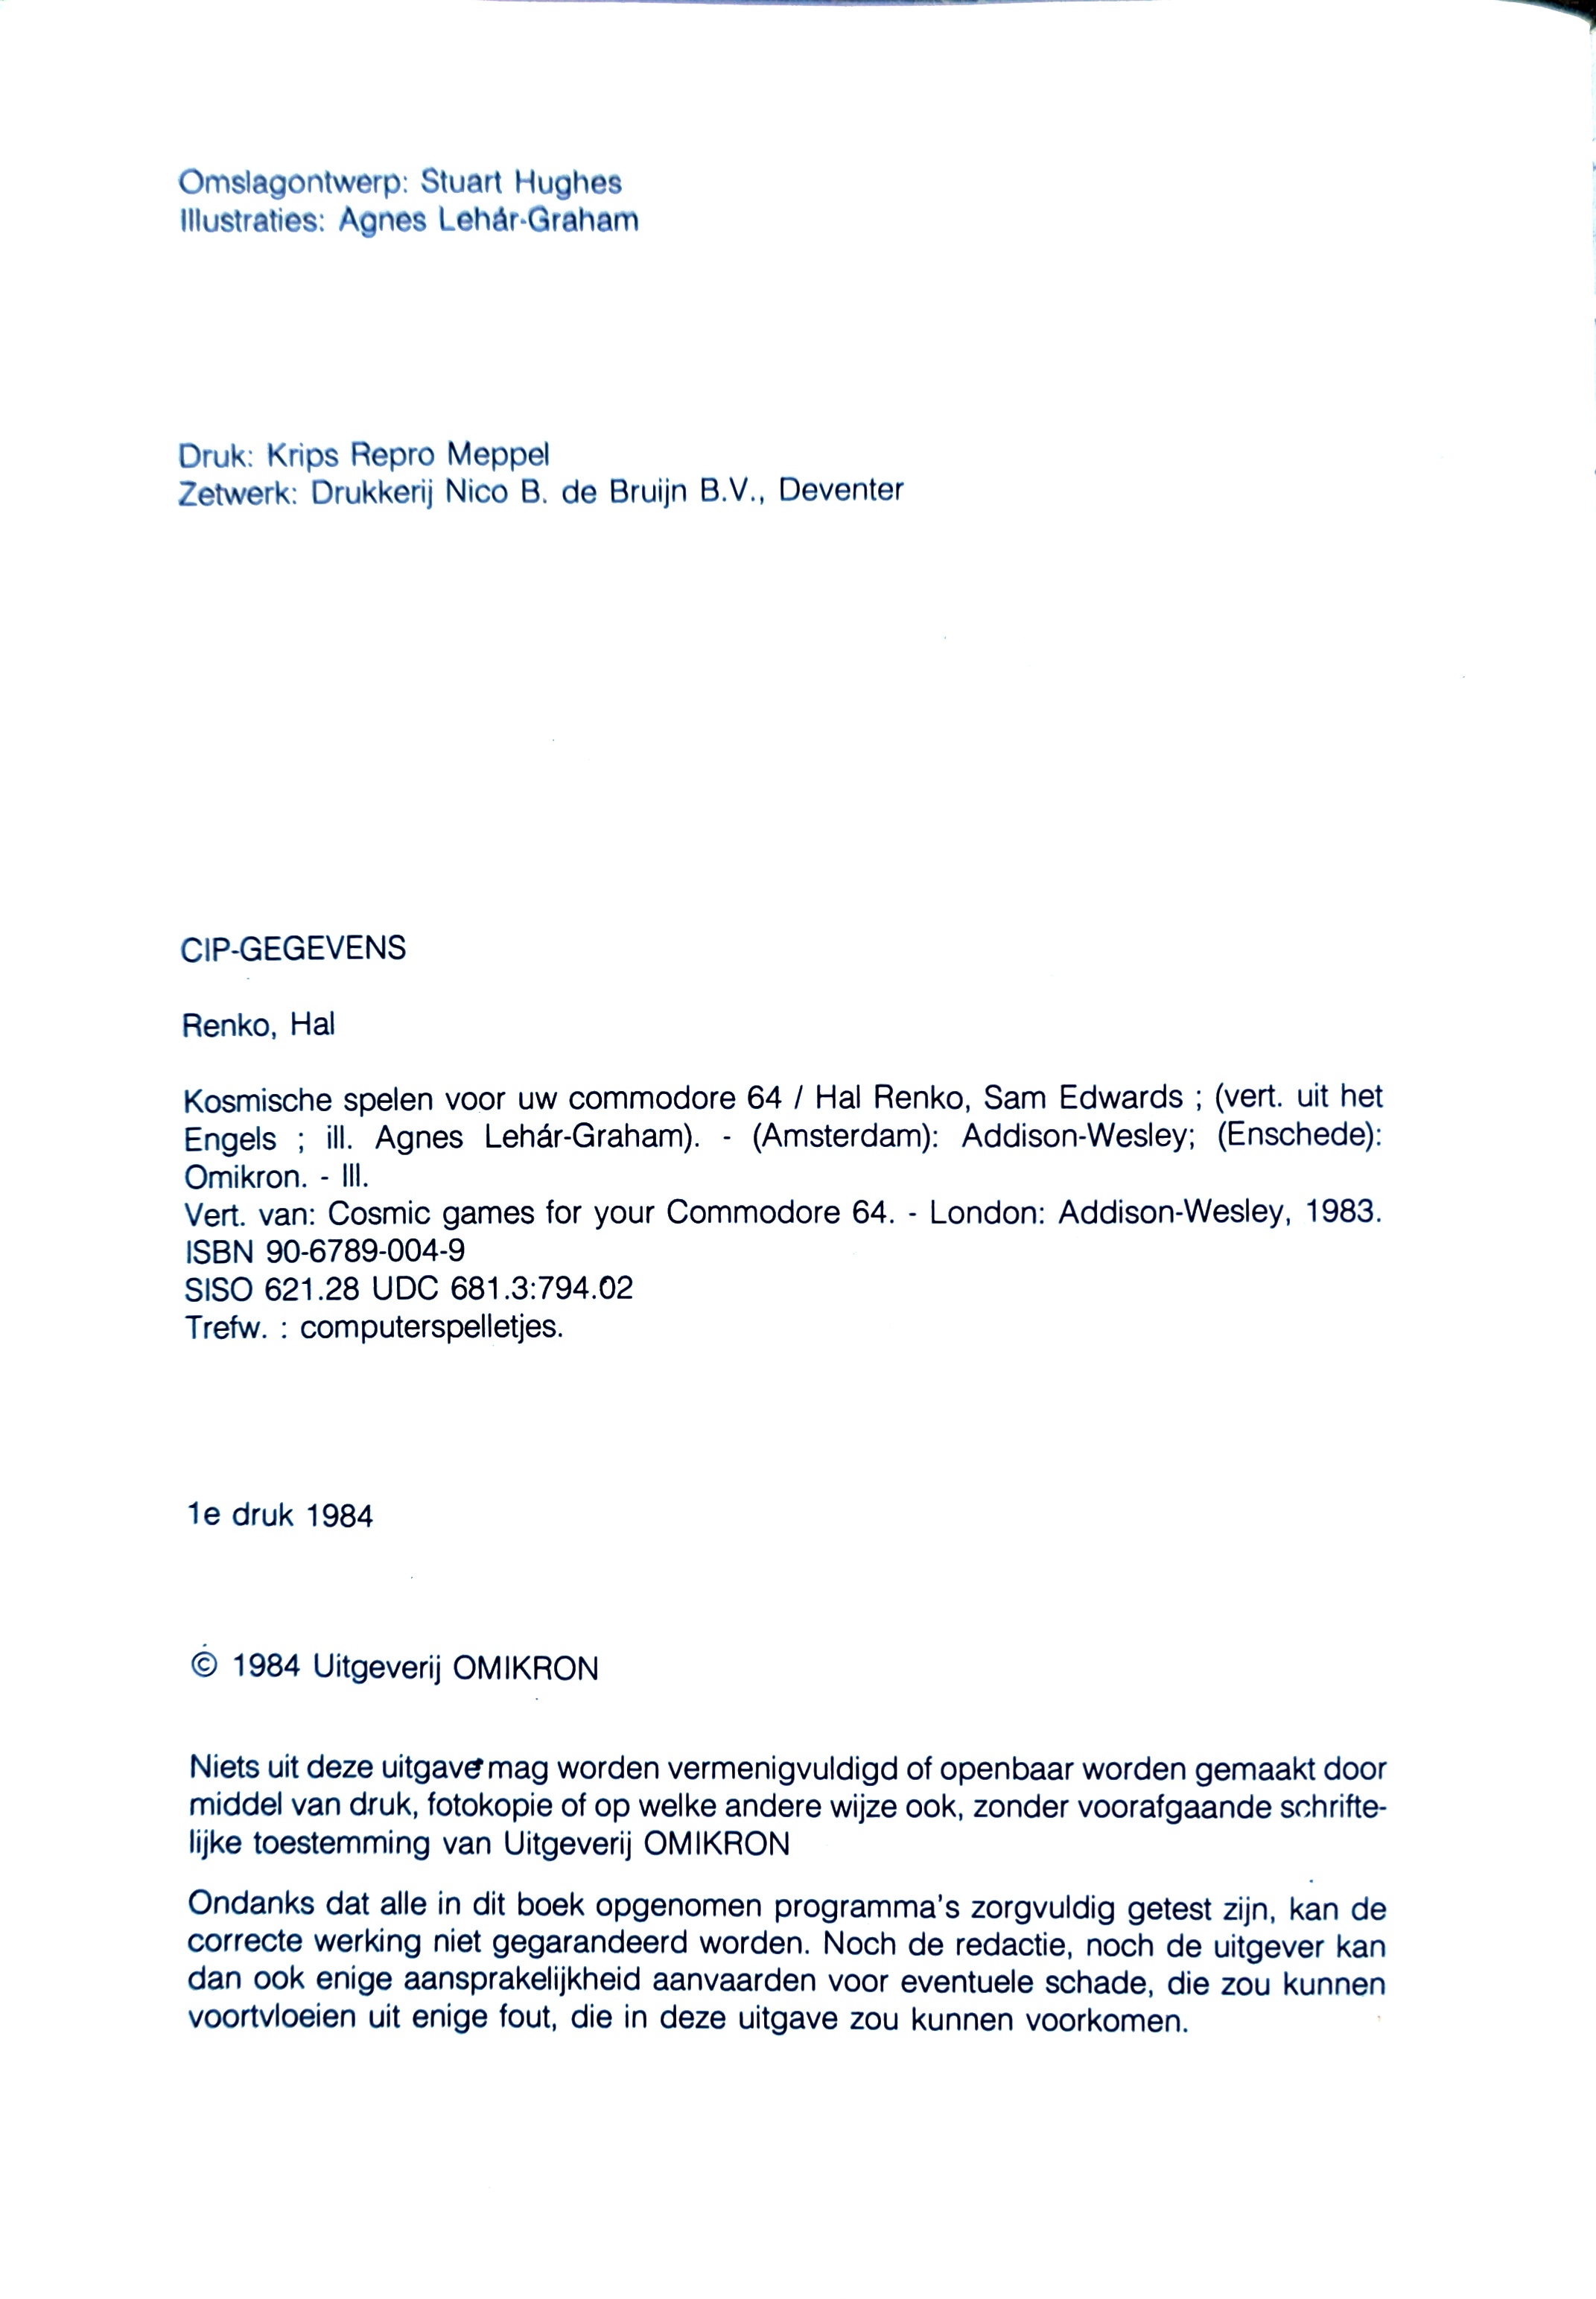 Omslagontwerp: Stuart Hughes
Illustraties: Agnes Lehár-Graham
Druk: Krips Repro Meppel
Zetwerk: Drukkerij Nico B. de Bruijn B.V., Deventer
CIP-GEGEVENS
Renko, Hal
Kosmische spelen voor uw commodore 64 / Hal Renko, Sam Edwards ; (vert. uit het
Engels ; ill. Agnes Lehár-Graham). - (Amsterdam): Addison-Wesley; (Enschede):
Omikron. - III.
Vert. van: Cosmic games for your Commodore 64. - London: Addison-Wesley, 1983.
ISBN 90-6789-004-9
SISO 621.28 UDC 681.3:794.02
Trefw. : computerspelletjes.
1e druk 1984
© 1984 Uitgeverij OMIKRON
Niets uit deze uitgave mag worden vermenigvuldigd of openbaar worden gemaakt door
middel van druk, fotokopie of op welke andere wijze ook, zonder voorafgaande schrifte-
lijke toestemming van Uitgeverij OMIKRON
Ondanks dat alle in dit boek opgenomen programma's zorgvuldig getest zijn, kan de
correcte werking niet gegarandeerd worden. Noch de redactie, noch de uitgever kan
dan ook enige aansprakelijkheid aanvaarden voor eventuele schade, die zou kunnen
voortvloeien uit enige fout, die in deze uitgave zou kunnen voorkomen.